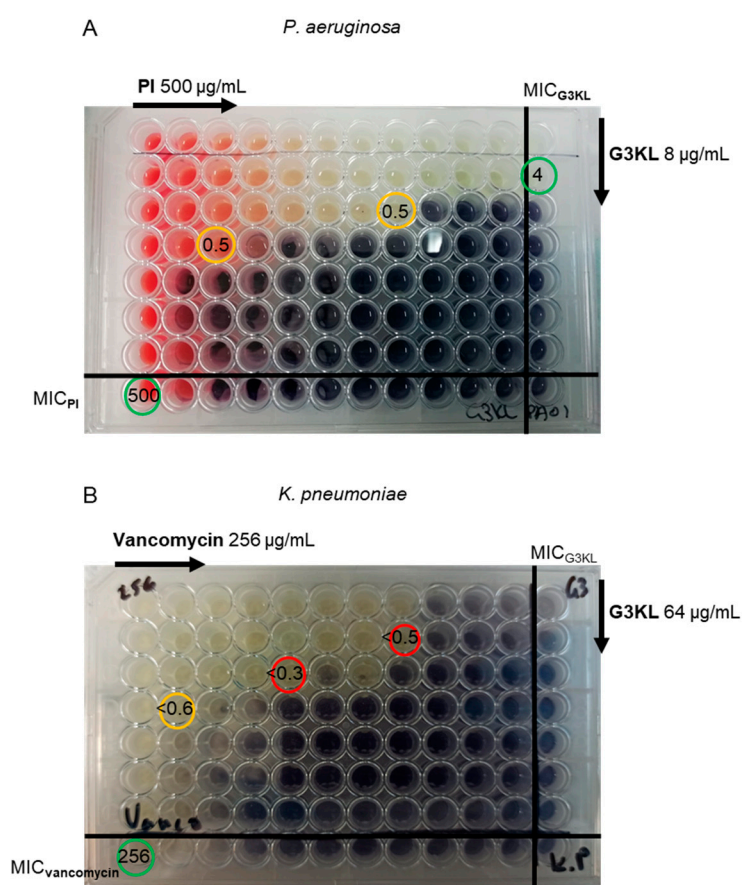 A
P. aeruginosa
PI 500 µg/mL
MICG3KL
G3KL 8 µg/mL
4
0.5
0.5
MICPI
500
G3KL PA01
B
K. pneumoniae
Vancomycin 256 µg/mL
MICG3KL
256
G3
G3KL 64 µg/mL
<0.5
<0.3
<0.6
Vanco
MICvancomycin
256
K.P